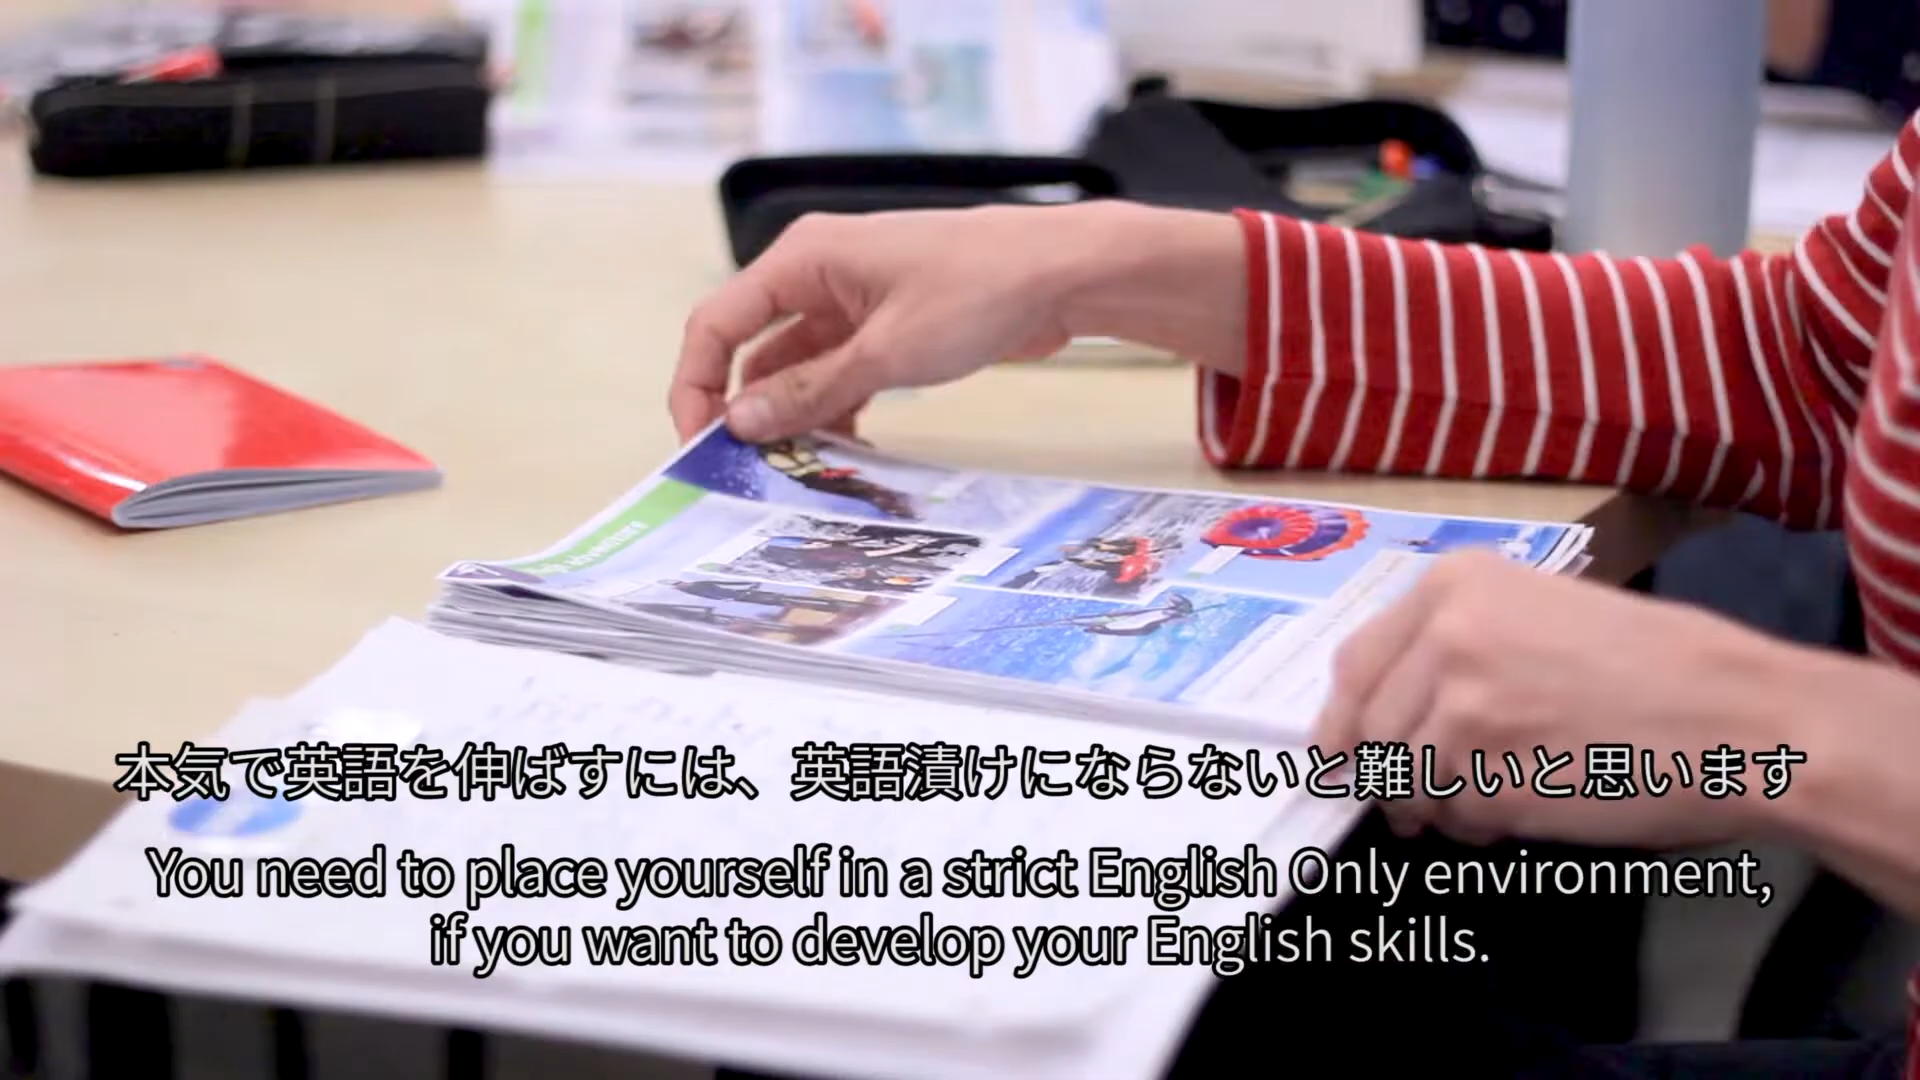 本気で英語を伸ばすには、英語漬けにならないと難しいと思います
You need to place yourself in a strict English Only environment,
if you want to develop your English skills.